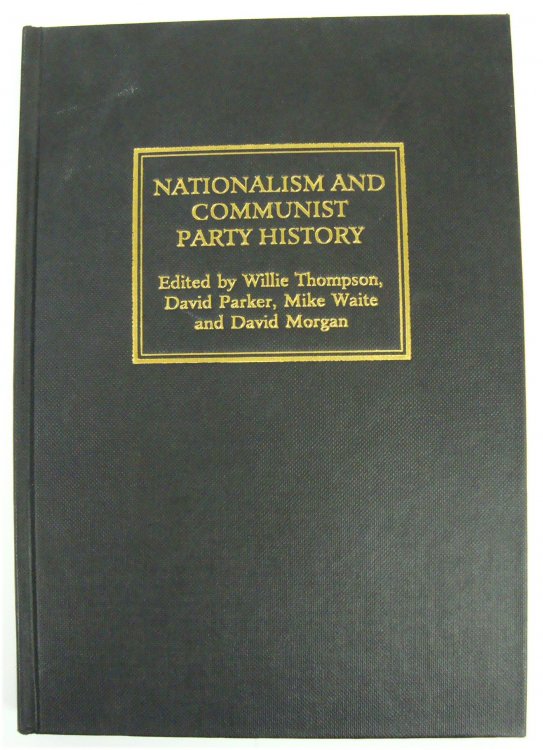 NATIONALISM AND
COMMUNIST
PARTY HISTORY
Edited by Willie Thompson,
David Parker, Mike Waite
and David Morgan